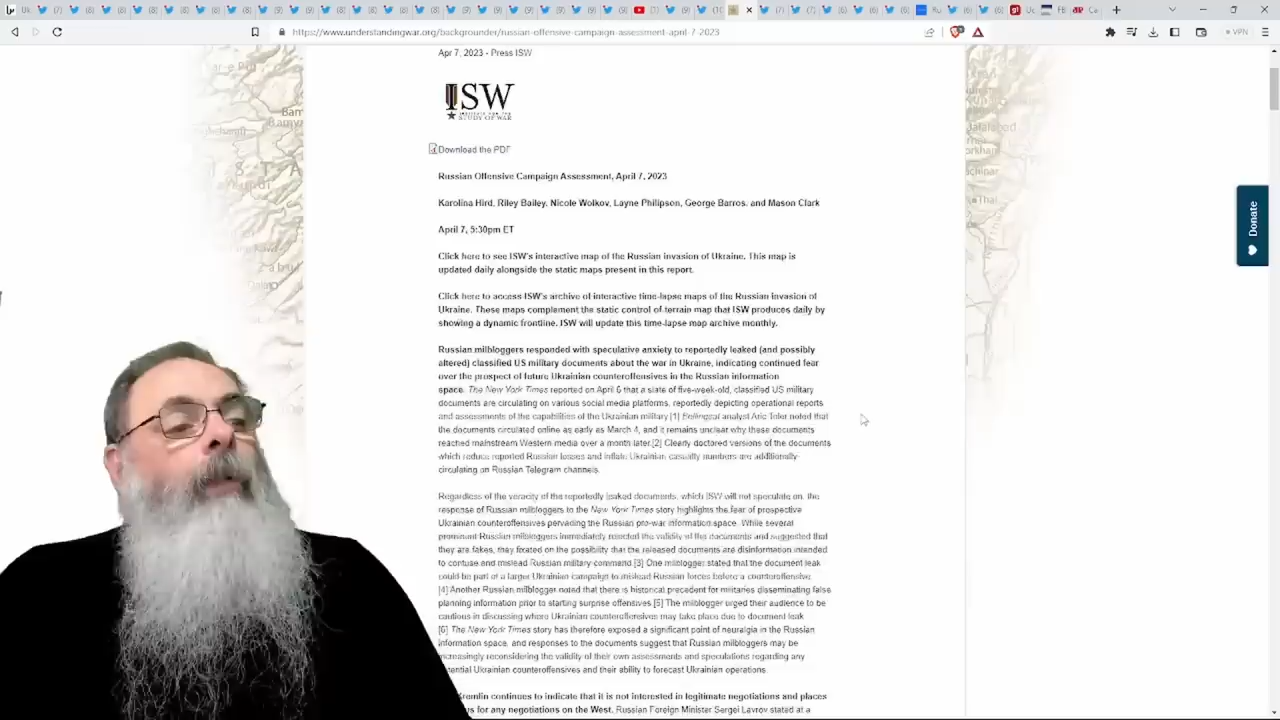 https://www.understandingwar.org/backgrounder/russian-offensive-campaign-assessment-april-7-2023
VPN
Apr 7, 2023 - Press ISW
ISW
INSTITUTE FOR THE
STUDY OF WAR
Download the PDF
Donate
Russian Offensive Campaign Assessment, April 7, 2023
Karolina Hird, Riley Bailey, Nicole Wolkov, Layne Philipson, George Barros, and Mason Clark
April 7, 5:30pm ET
Click here to see ISW's interactive map of the Russian invasion of Ukraine. This map is
updated daily alongside the static maps present in this report.
Click here to access ISW's archive of interactive time-lapse maps of the Russian invasion of
Ukraine. These maps complement the static control-of-terrain map that ISW produces daily by
showing a dynamic frontline. ISW will update this time-lapse map archive monthly.
Russian milbloggers responded with speculative anxiety to reportedly leaked (and possibly
altered) classified US military documents about the war in Ukraine, indicating continued fear
over the prospect of future Ukrainian counteroffensives in the Russian information
space. The New York Times reported on April 6 that a slate of five-week-old, classified US military
documents are circulating on various social media platforms, reportedly depicting operational reports
and assessments of the capabilities of the Ukrainian military.[1] Bellingcat analyst Aric Toler noted that
the documents circulated online as early as March 4, and it remains unclear why these documents
reached mainstream Western media over a month later.[2] Clearly doctored versions of the documents
which reduce reported Russian losses and inflate Ukrainian casualty numbers are additionally
circulating on Russian Telegram channels.
Regardless of the veracity of the reportedly leaked documents, which ISW will not speculate on, the
response of Russian milbloggers to the New York Times story highlights the fear of prospective
Ukrainian counteroffensives pervading the Russian pro-war information space. While several
prominent Russian milbloggers immediately rejected the validity of the documents and suggested that
they are fakes, they fixated on the possibility that the released documents are disinformation intended
to confuse and mislead Russian military command.[3] One milblogger stated that the document leak
could be part of a larger Ukrainian campaign to mislead Russian forces before a counteroffensive.
[4] Another Russian milblogger noted that there is historical precedent for militaries disseminating false
planning information prior to starting surprise offensives.[5] The milblogger urged their audience to be
cautious in discussing where Ukrainian counteroffensives may take place due to document leak
[6] The New York Times story has therefore exposed a significant point of neuralgia in the Russian
information space, and responses to the documents suggest that Russian milbloggers may be
increasingly reconsidering the validity of their own assessments and speculations regarding any
potential Ukrainian counteroffensives and their ability to forecast Ukrainian operations.
Kremlin continues to indicate that it is not interested in legitimate negotiations and places
for any negotiations on the West. Russian Foreign Minister Sergei Lavrov stated at a